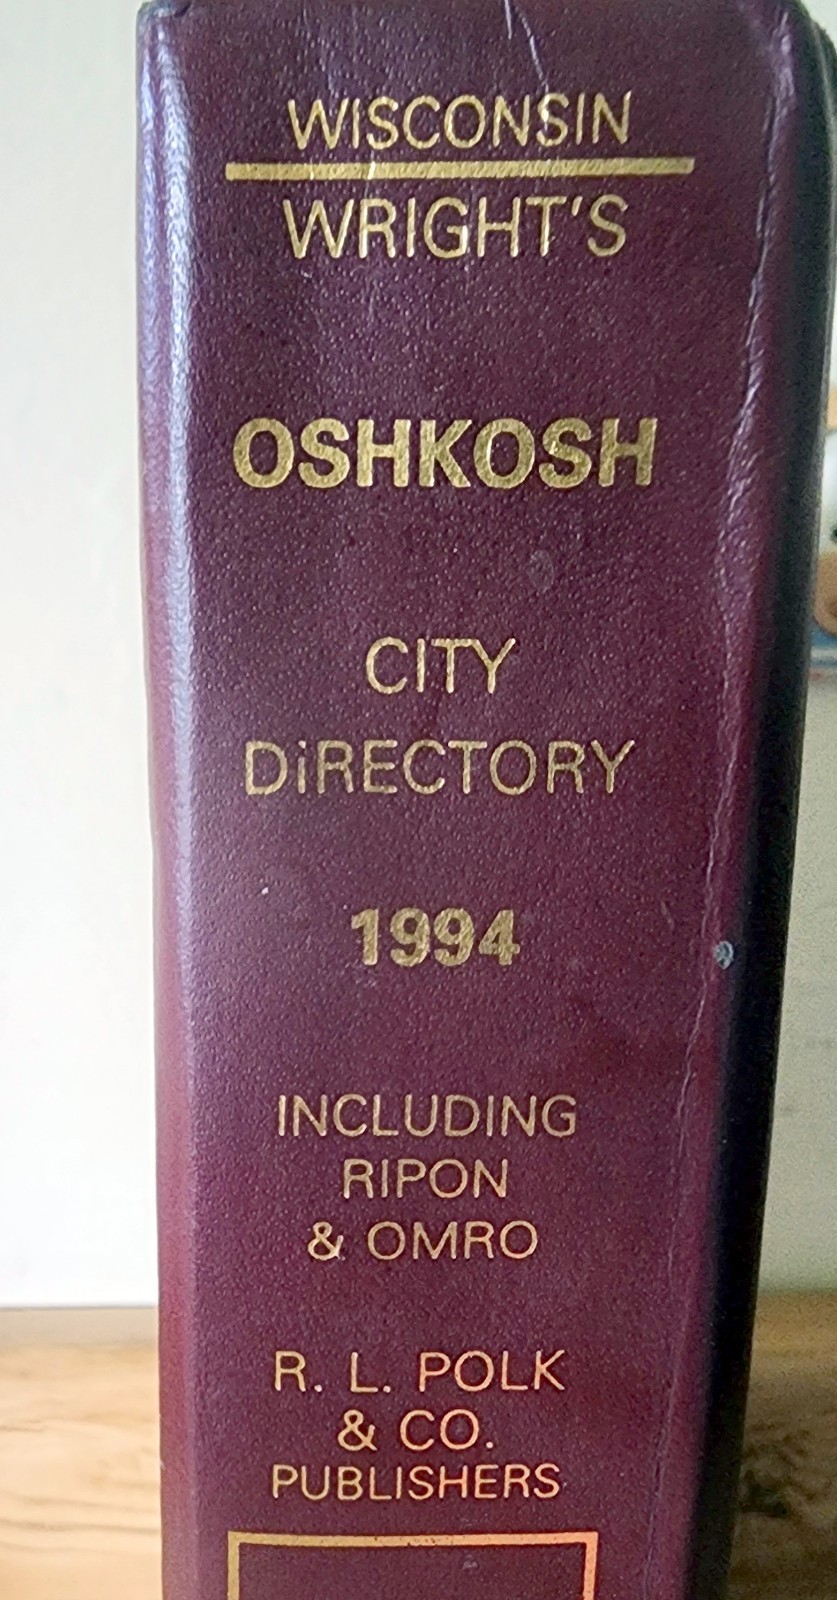 WISCONSIN
WRIGHT'S
OSHKOSH
CITY
DiRECTORY
1994
INCLUDING
RIPON
& OMRO
R. L. POLK
& CO.
PUBLISHERS